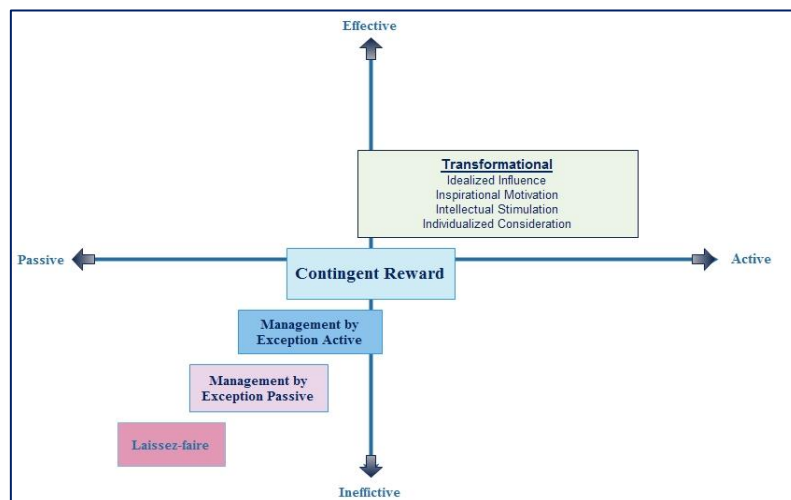 Effective
Transformational
Idealized Influence
Inspirational Motivation
Intellectual Stimulation
Individualized Consideration
Passive
Contingent Reward
Active
Management by
Exception Active
Management by
Exception Passive
Laissez-faire
Ineffictive